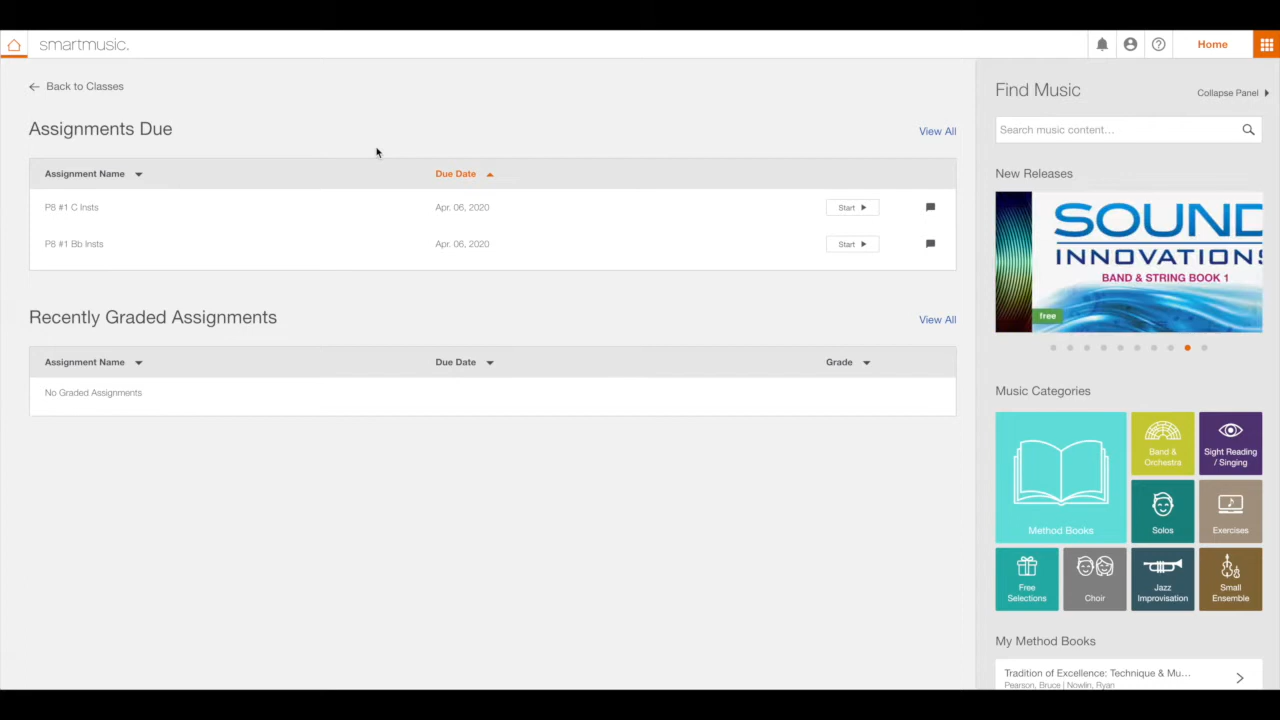 smartmusic.
Home
Back to Classes
Assignments Due
View All
Assignment Name
Due Date
P8 #1 C Insts
Apr. 06, 2020
Start
P8 #1 Bb Insts
Apr. 06, 2020
Start
Recently Graded Assignments
View All
Assignment Name
Due Date
Grade
No Graded Assignments
Find Music
Collapse Panel
Search music content...
New Releases
SOUND
INNOVATIONS
BAND & STRING BOOK 1
free
Music Categories
Method Books
Band &
Orchestra
Sight Reading
/ Singing
Solos
Exercises
Free
Selections
Choir
Jazz
Improvisation
Small
Ensemble
My Method Books
Tradition of Excellence: Technique & Mu...
Pearson, Bruce | Nowlin, Ryan